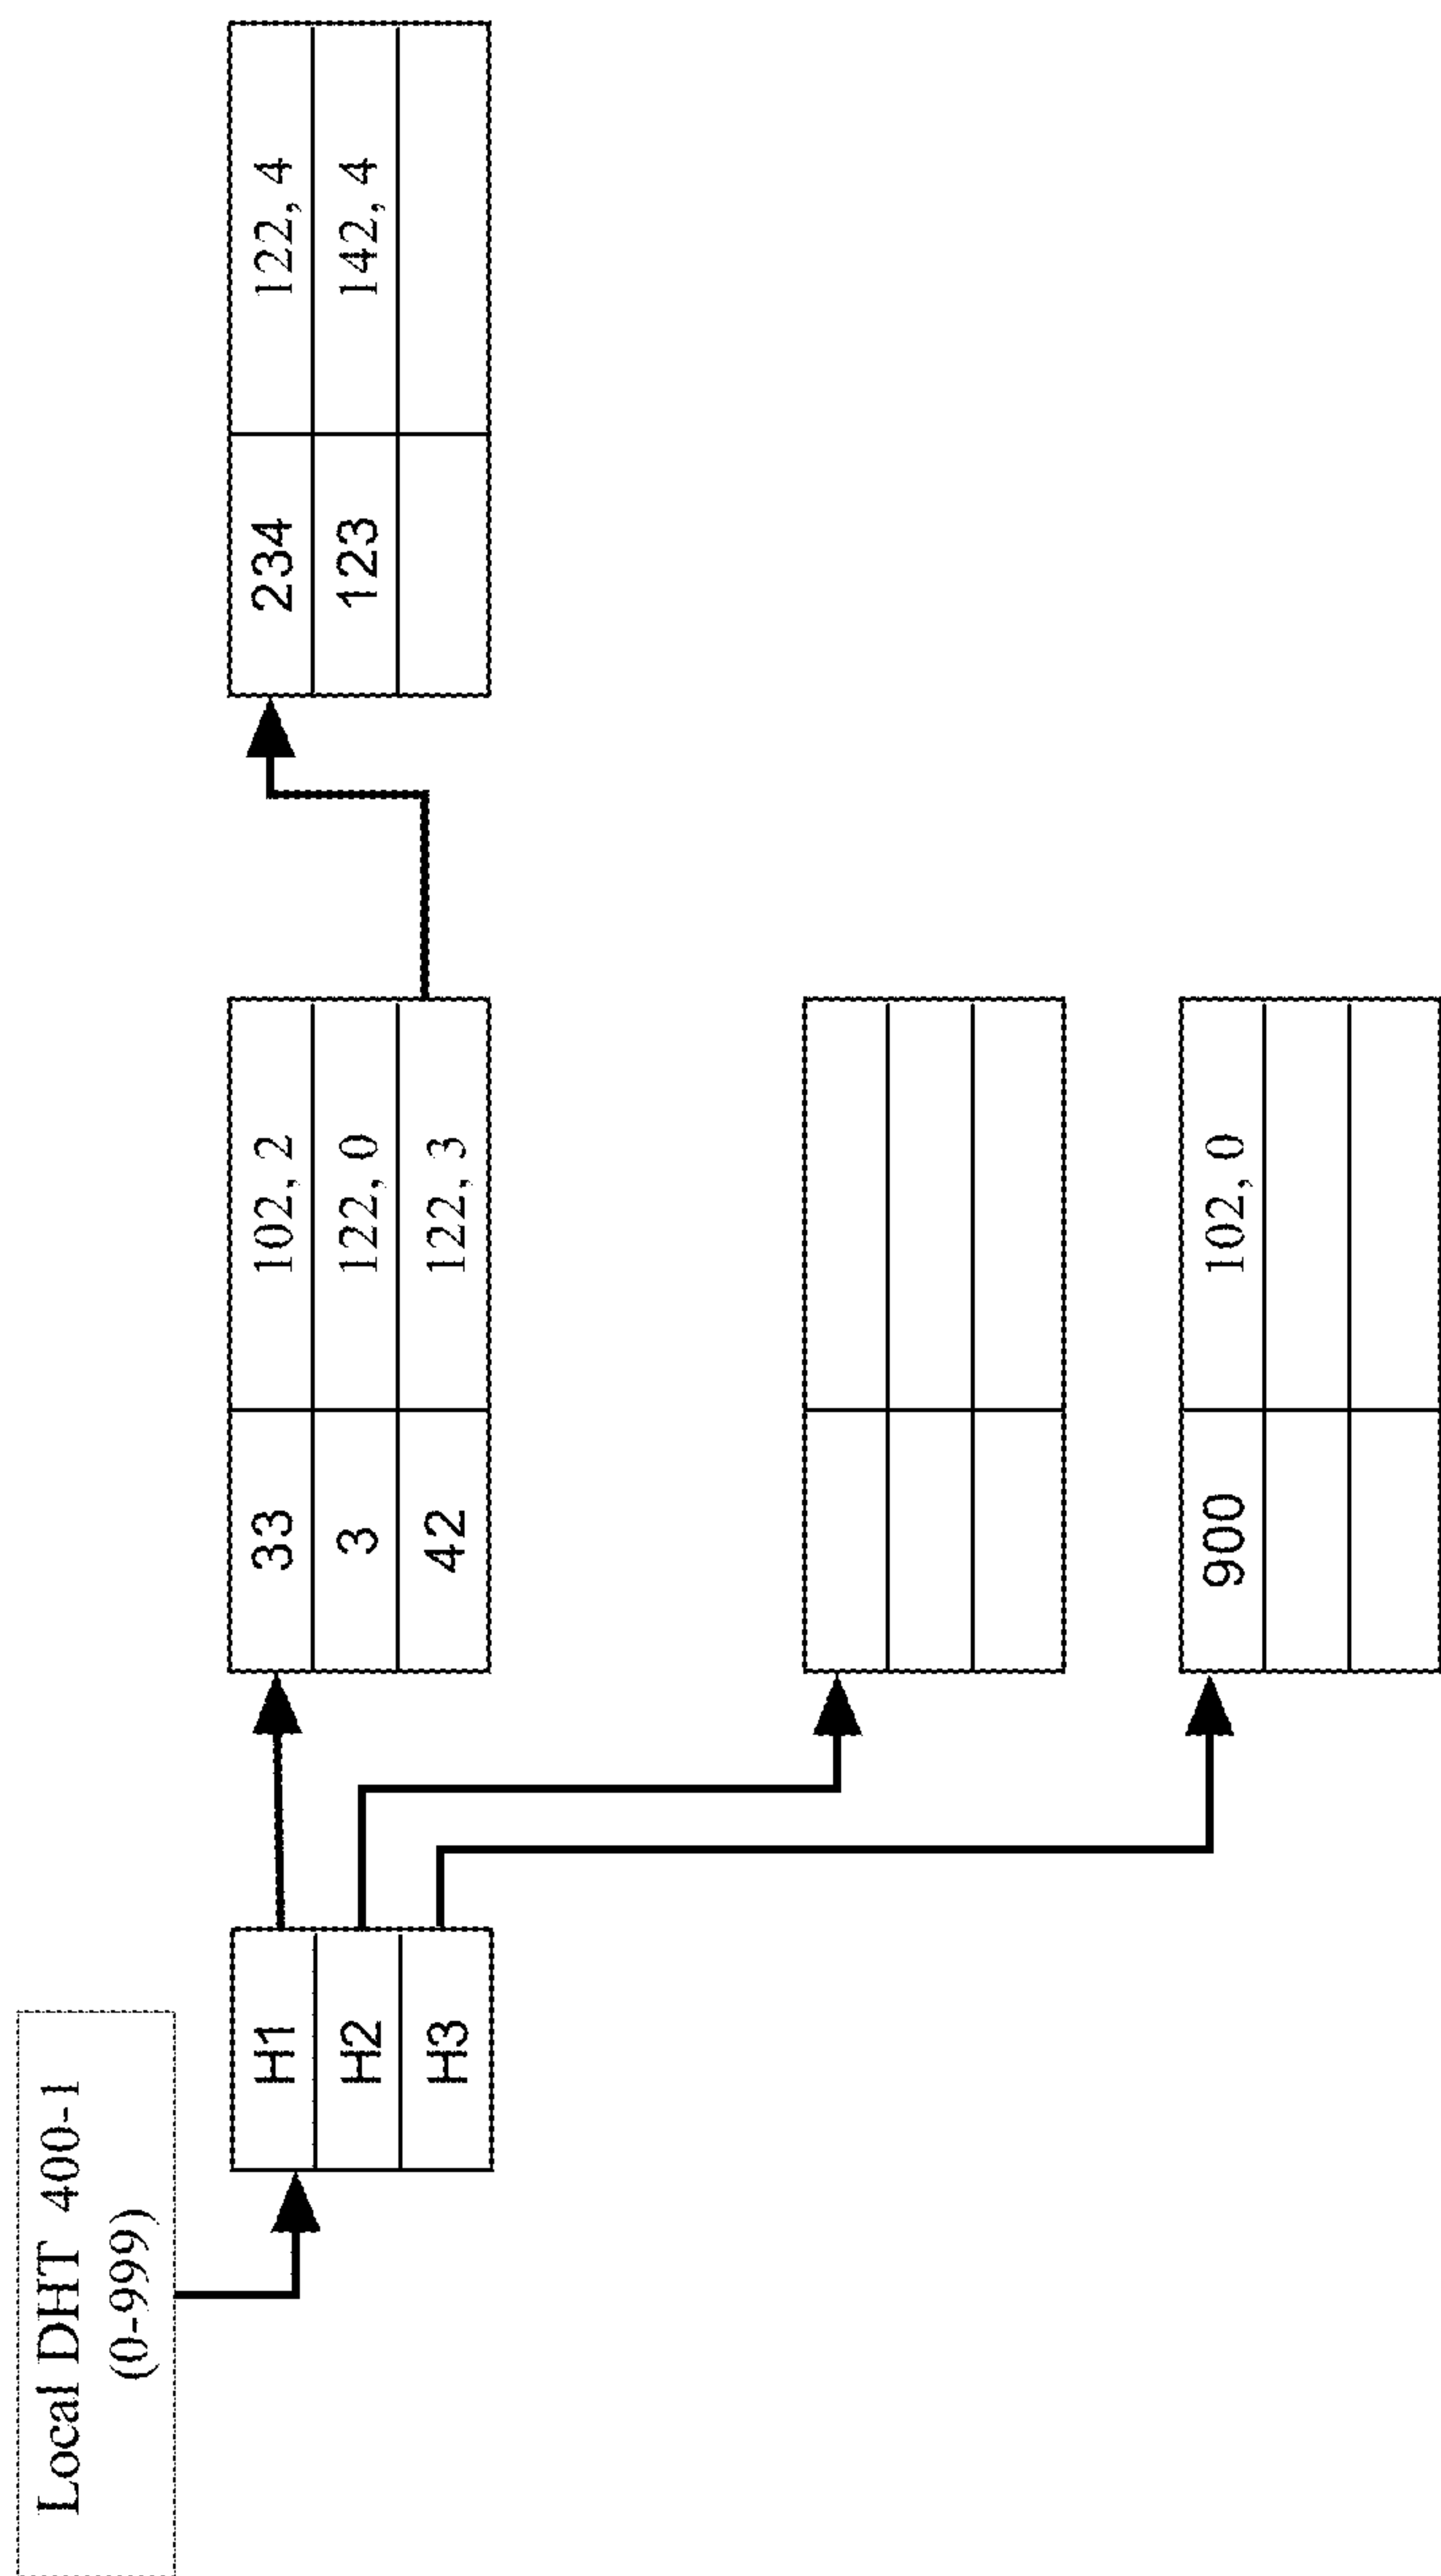 Local DHT 400-1
(0-999)
H1
H2
H3
33 102, 2
3 122, 0
42 122, 3
234 122, 4
123 142, 4
900 102, 0